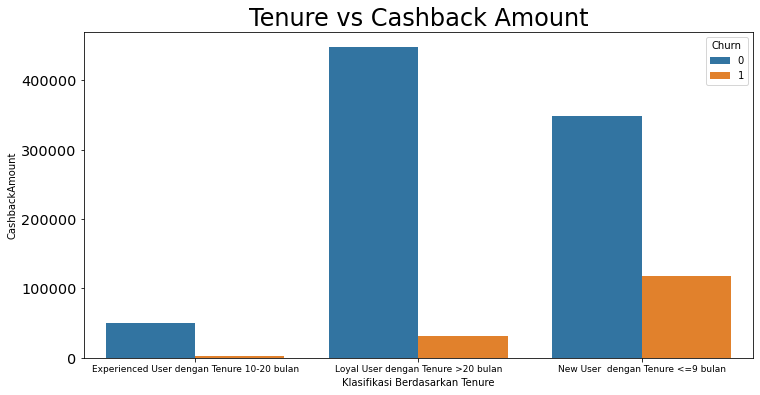 Tenure vs Cashback Amount
Churn
0
1
400000
300000
200000
100000
0
CashbackAmount
Experienced User dengan Tenure 10-20 bulan
Loyal User dengan Tenure >20 bulan
New User  dengan Tenure <=9 bulan
Klasifikasi Berdasarkan Tenure